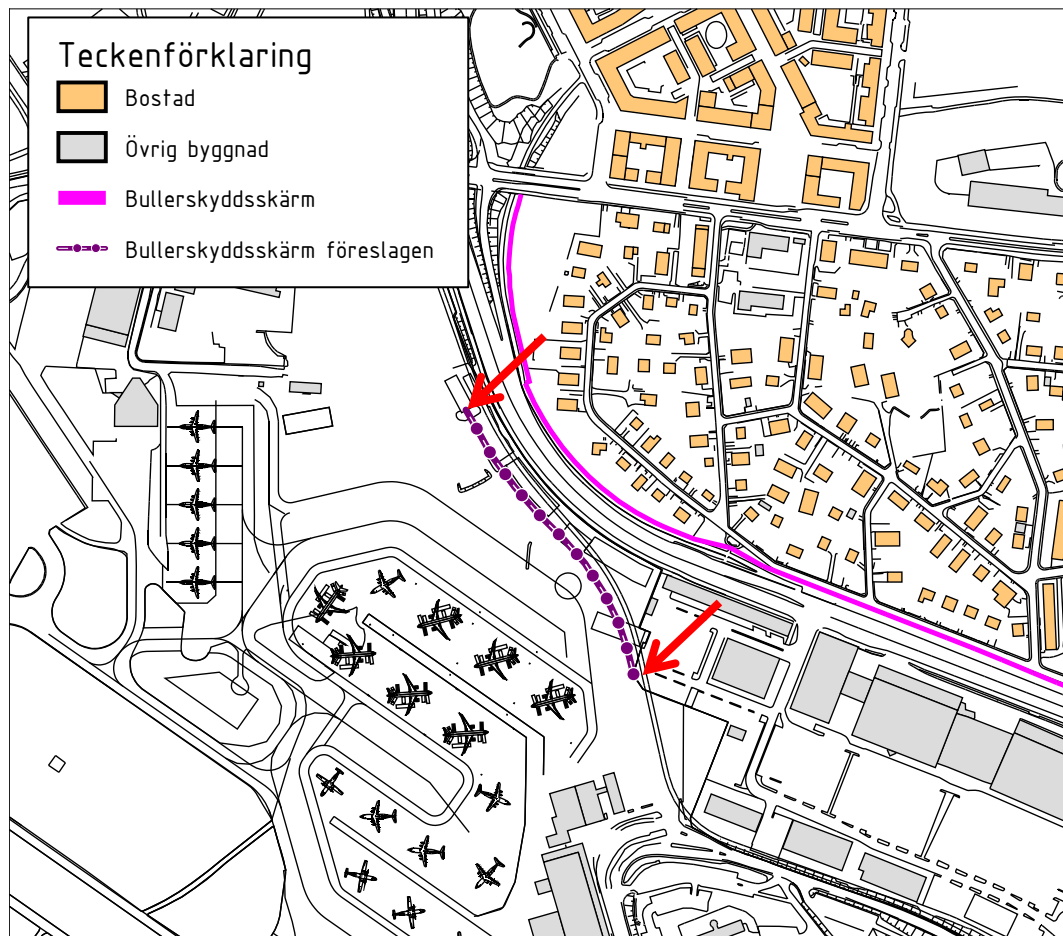 Teckenförklaring
Bostad
Övrig byggnad
Bullerskyddsskärm
Bullerskyddsskärm föreslagen